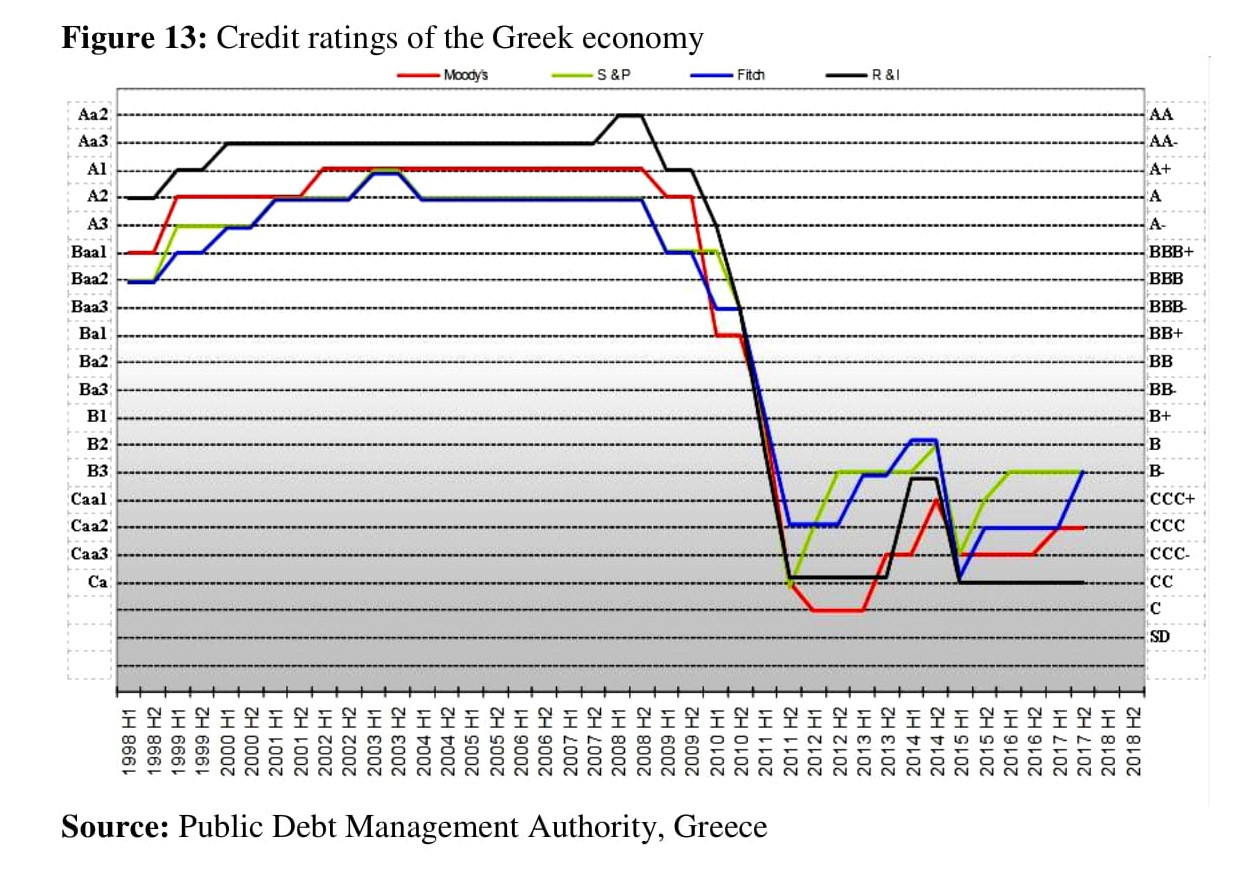 Figure 13: Credit ratings of the Greek economy
Moody's S & P Fitch R & I
Aa2 AA
Aa3 AA-
A1 A+
A2 A
A3 A-
Baa1 BBB+
Baa2 BBB
Baa3 BBB-
Ba1 BB+
Ba2 BB
Ba3 BB-
B1 B+
B2 B
B3 B-
Caa1 CCC+
Caa2 CCC
Caa3 CCC-
Ca CC
C
SD
1998 H1
1998 H2
1999 H1
1999 H2
2000 H1
2000 H2
2001 H1
2001 H2
2002 H1
2002 H2
2003 H1
2003 H2
2004 H1
2004 H2
2005 H1
2005 H2
2006 H1
2006 H2
2007 H1
2007 H2
2008 H1
2008 H2
2009 H1
2009 H2
2010 H1
2010 H2
2011 H1
2011 H2
2012 H1
2012 H2
2013 H1
2013 H2
2014 H1
2014 H2
2015 H1
2015 H2
2016 H1
2016 H2
2017 H1
2017 H2
2018 H1
2018 H2
Source: Public Debt Management Authority, Greece